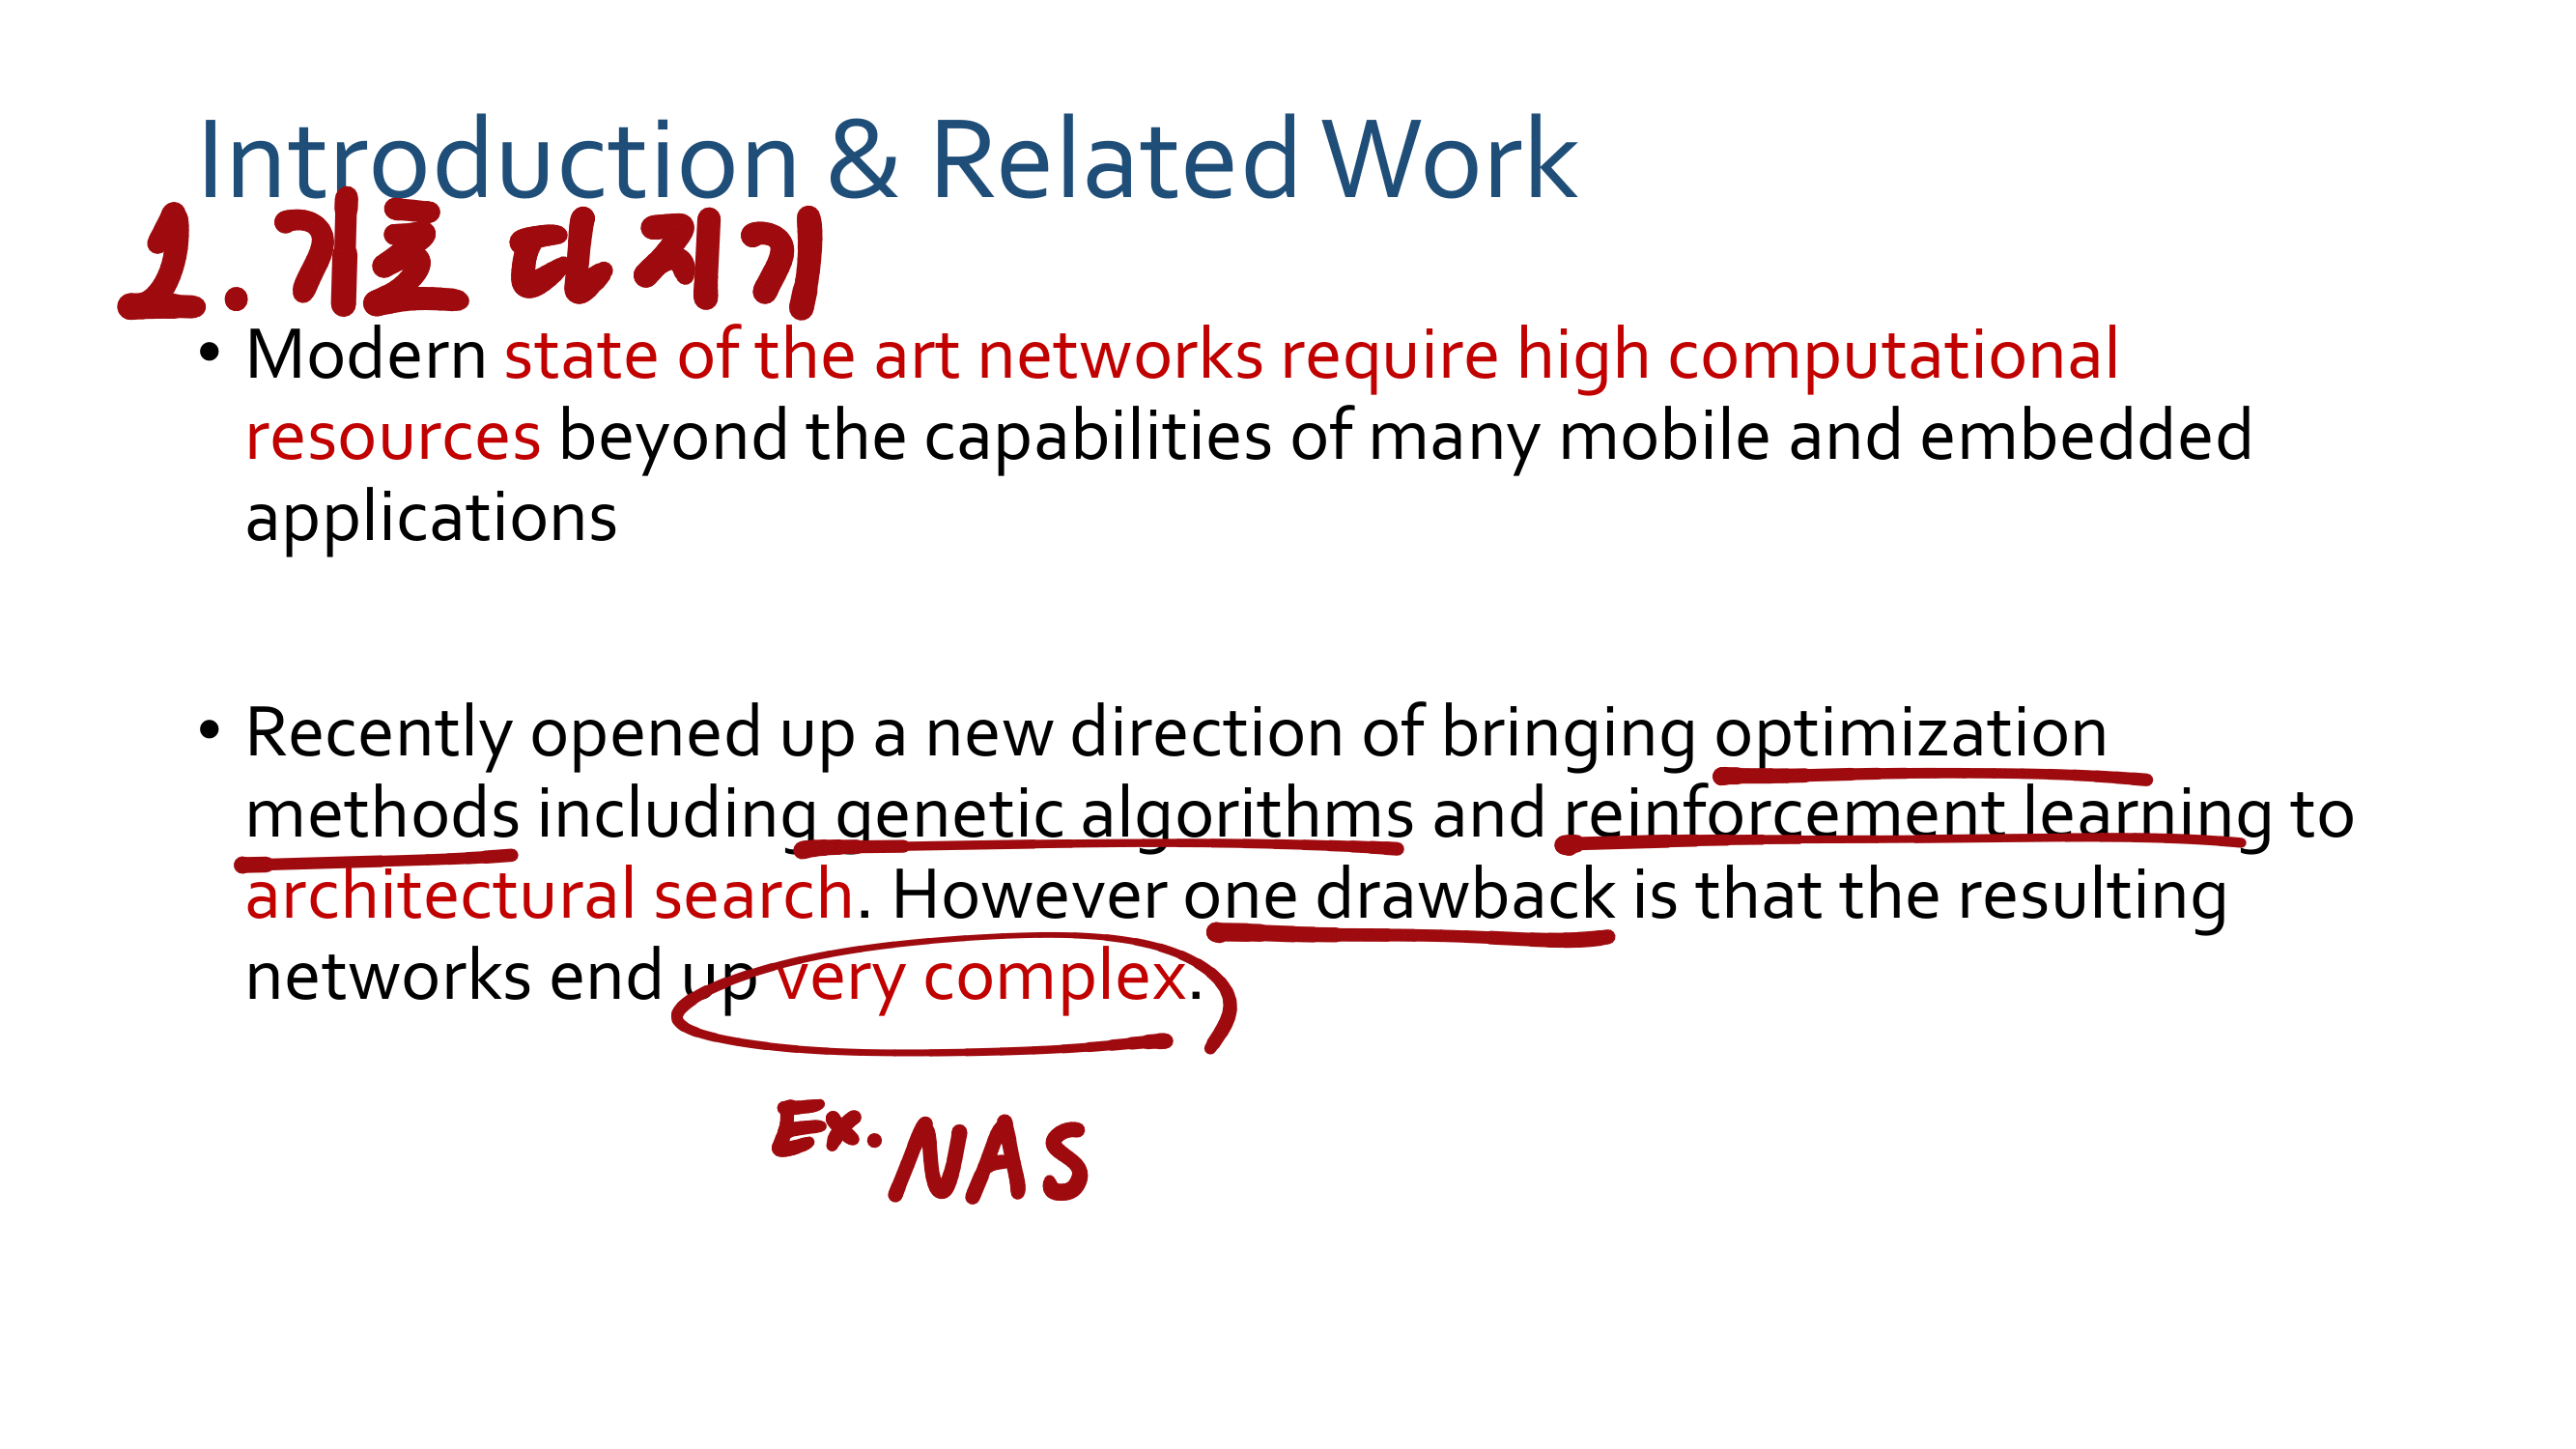 Introduction & Related Work
1.기초 다지기
• Modern state of the art networks require high computational
resources beyond the capabilities of many mobile and embedded
applications
• Recently opened up a new direction of bringing optimization
methods including genetic algorithms and reinforcement learning to
architectural search. However one drawback is that the resulting
networks end up very complex.
Ex. NAS